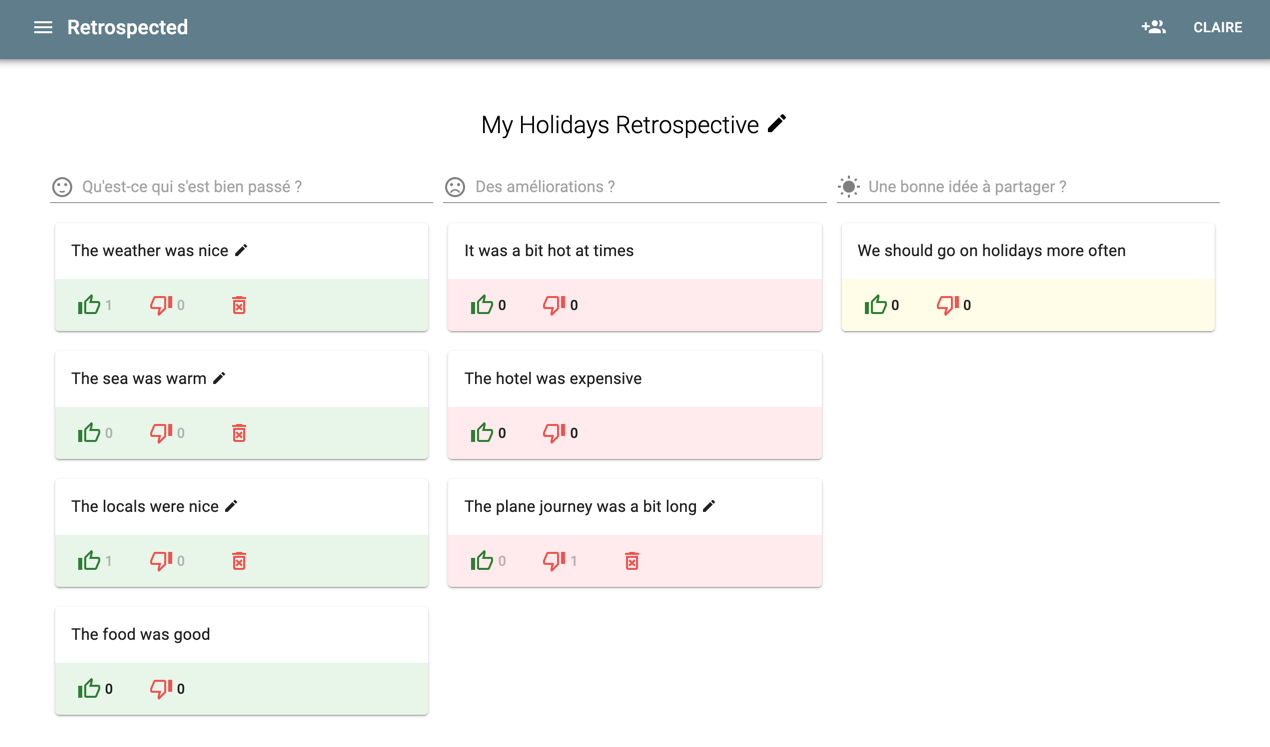 Retrospected
CLAIRE
My Holidays Retrospective
Qu'est-ce qui s'est bien passé ?
The weather was nice
1 0
The sea was warm
0 0
The locals were nice
1 0
The food was good
0 0
Des améliorations ?
It was a bit hot at times
0 0
The hotel was expensive
0 0
The plane journey was a bit long
0 1
Une bonne idée à partager ?
We should go on holidays more often
0 0